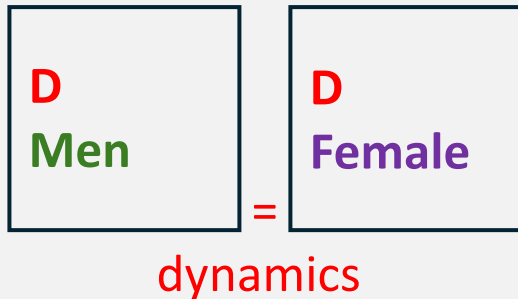 D
Men
=
D
Female
dynamics